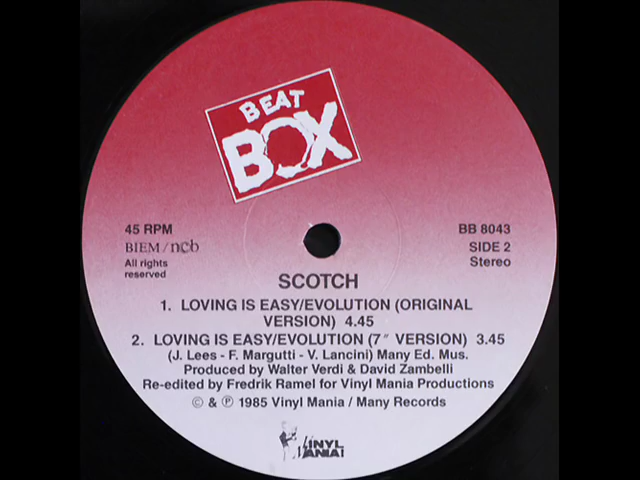 BEAT
BOX
45 RPM
BIEM/ncb
All rights
reserved
BB 8043
SIDE 2
Stereo
SCOTCH
1. LOVING IS EASY/EVOLUTION (ORIGINAL
VERSION) 4.45
2. LOVING IS EASY/EVOLUTION (7" VERSION) 3.45
(J. Lees - F. Margutti - V. Lancini) Many Ed. Mus.
Produced by Walter Verdi & David Zambelli
Re-edited by Fredrik Ramel for Vinyl Mania Productions
© & ℗ 1985 Vinyl Mania / Many Records
VINYL
MANIA!